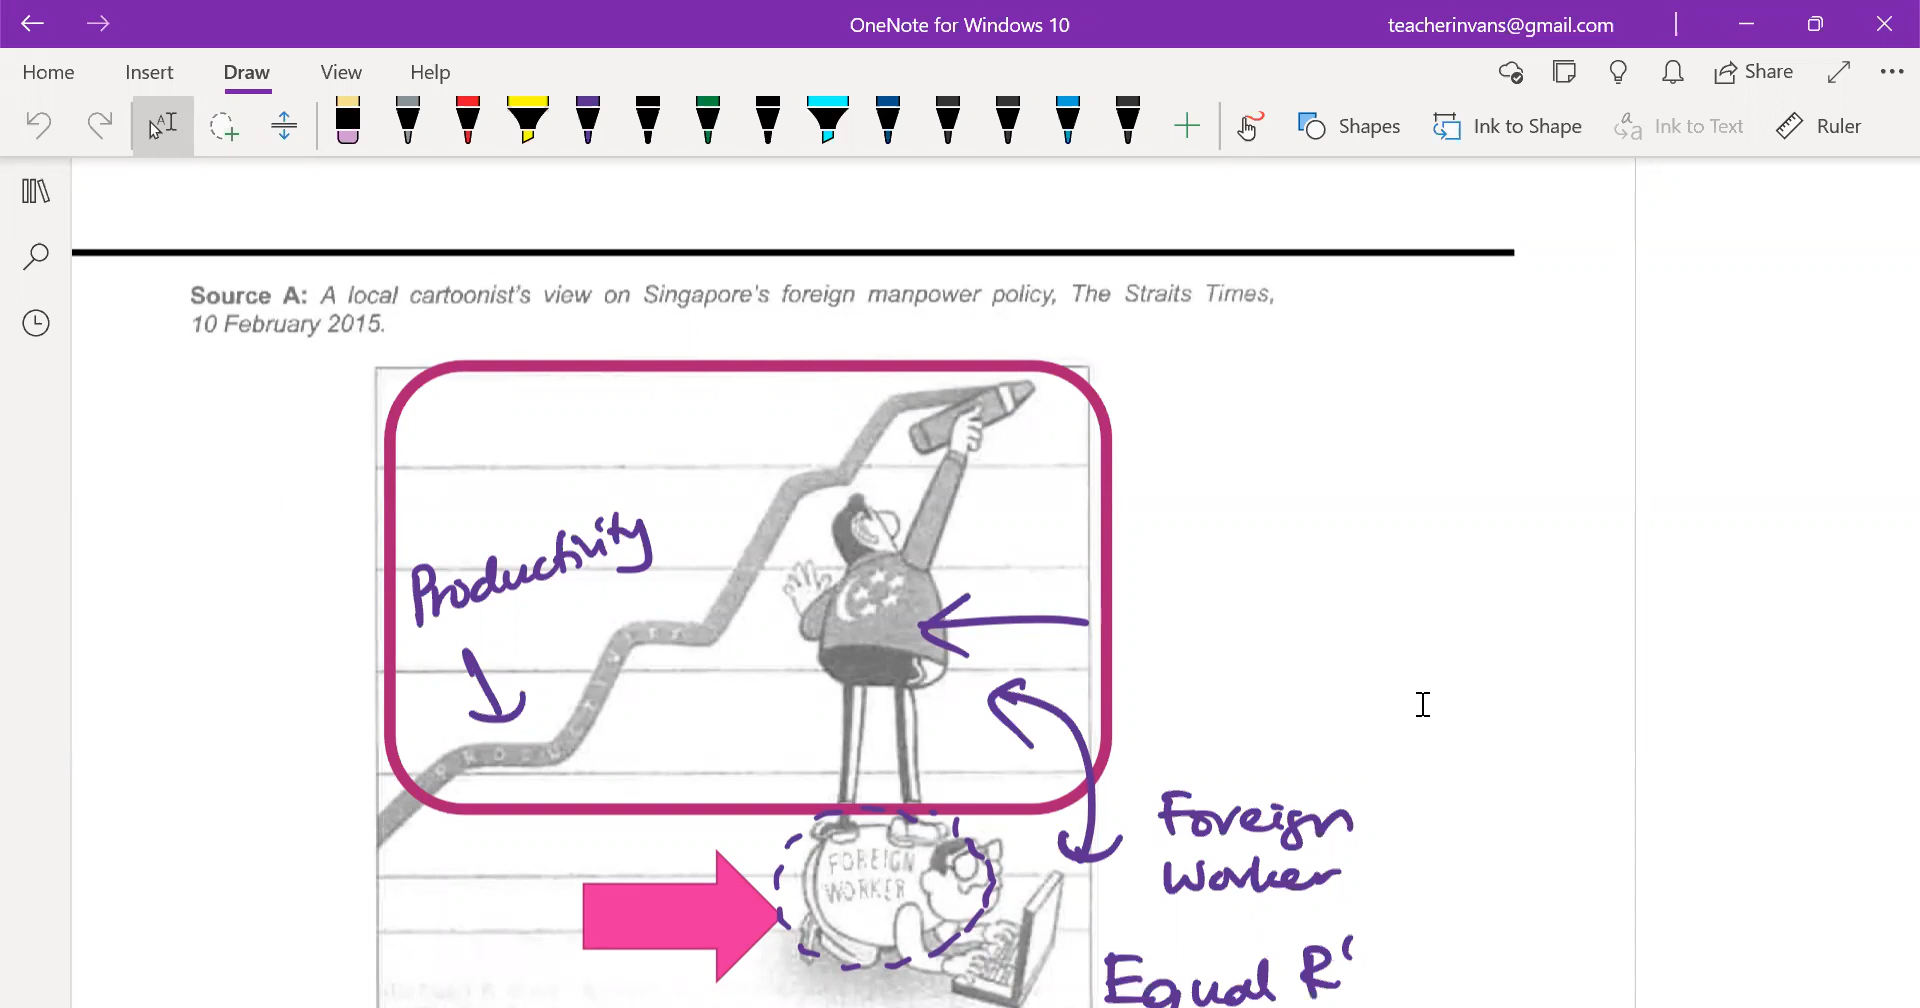 OneNote for Windows 10
teacherinvans@gmail.com
Home Insert Draw View Help
Share
Shapes
Ink to Shape
Ink to Text
Ruler
Source A: A local cartoonist's view on Singapore's foreign manpower policy, The Straits Times,
10 February 2015.
Productivity
PRODUCTIVITY
FOREIGN
WORKER
Foreign
Worker
Equal R'